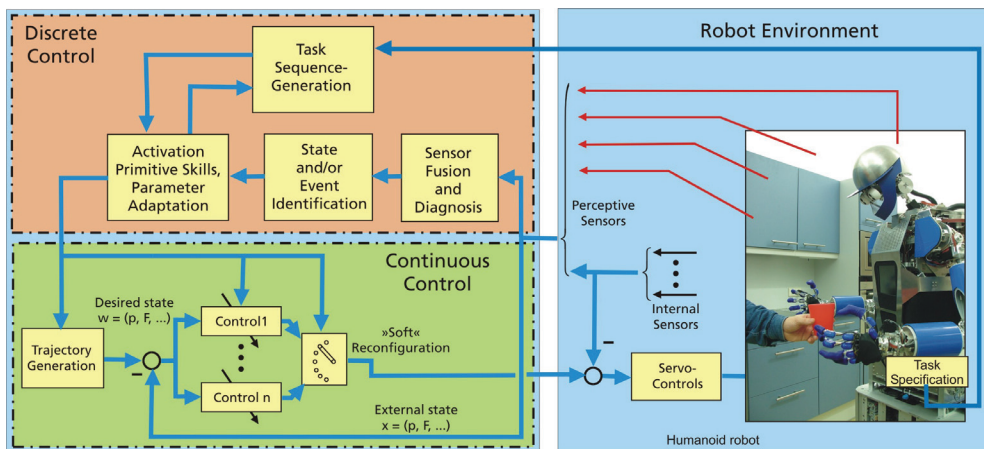 Discrete
Control
Task
Sequence-
Generation
Activation
Primitive Skills,
Parameter
Adaptation
State
and/or
Event
Identification
Sensor
Fusion
and
Diagnosis
Continuous
Control
Desired state
w = (p, F, ...)
Trajectory
Generation
Control1
Control n
»Soft«
Reconfiguration
External state
x = (p, F, ...)
Robot Environment
Perceptive
Sensors
Internal
Sensors
Servo-
Controls
Task
Specification
Humanoid robot